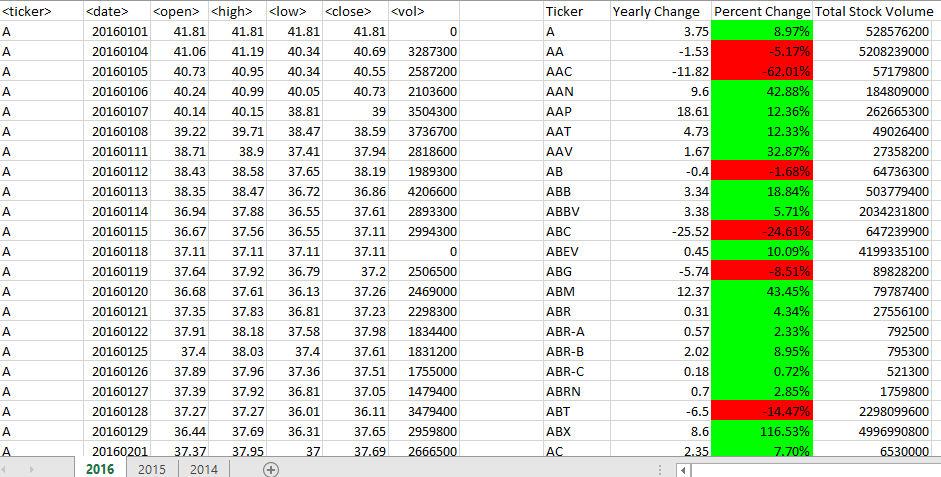 <ticker> <date> <open> <high> <low> <close> <vol> Ticker Yearly Change Percent Change Total Stock Volume
A 20160101 41.81 41.81 41.81 41.81 0 A 3.75 8.97% 528576200
A 20160104 41.06 41.19 40.34 40.69 3287300 AA -1.53 -5.17% 5208239000
A 20160105 40.73 40.95 40.34 40.55 2587200 AAC -11.82 -62.01% 57179800
A 20160106 40.24 40.99 40.05 40.73 2103600 AAN 9.6 42.88% 184809000
A 20160107 40.14 40.15 38.81 39 3504300 AAP 18.61 12.36% 262665300
A 20160108 39.22 39.71 38.47 38.59 3736700 AAT 4.73 12.33% 49026400
A 20160111 38.71 38.9 37.41 37.94 2818600 AAV 1.67 32.87% 27358200
A 20160112 38.43 38.58 37.65 38.19 1989300 AB -0.4 -1.68% 64736300
A 20160113 38.35 38.47 36.72 36.86 4206600 ABB 3.34 18.84% 503779400
A 20160114 36.94 37.88 36.55 37.61 2893300 ABBV 3.38 5.71% 2034231800
A 20160115 36.67 37.56 36.55 37.11 2994300 ABC -25.52 -24.61% 647239900
A 20160118 37.11 37.11 37.11 37.11 0 ABEV 0.45 10.09% 4199335100
A 20160119 37.64 37.92 36.79 37.2 2506500 ABG -5.74 -8.51% 89828200
A 20160120 36.68 37.61 36.13 37.26 2469000 ABM 12.37 43.45% 79787400
A 20160121 37.35 37.83 36.81 37.23 2298300 ABR 0.31 4.34% 27556100
A 20160122 37.91 38.18 37.58 37.98 1834400 ABR-A 0.57 2.33% 792500
A 20160125 37.4 38.03 37.4 37.61 1831200 ABR-B 2.02 8.95% 795300
A 20160126 37.89 37.96 37.36 37.51 1755000 ABR-C 0.18 0.72% 521300
A 20160127 37.39 37.92 36.81 37.05 1479400 ABRN 0.7 2.85% 1759800
A 20160128 37.27 37.27 36.01 36.11 3479400 ABT -6.5 -14.47% 2298099600
A 20160129 36.44 37.69 36.31 37.65 2959800 ABX 8.6 116.53% 4996990800
A 20160201 37.37 37.95 37 37.69 2666500 AC 2.35 7.70% 6530000
2016 2015 2014